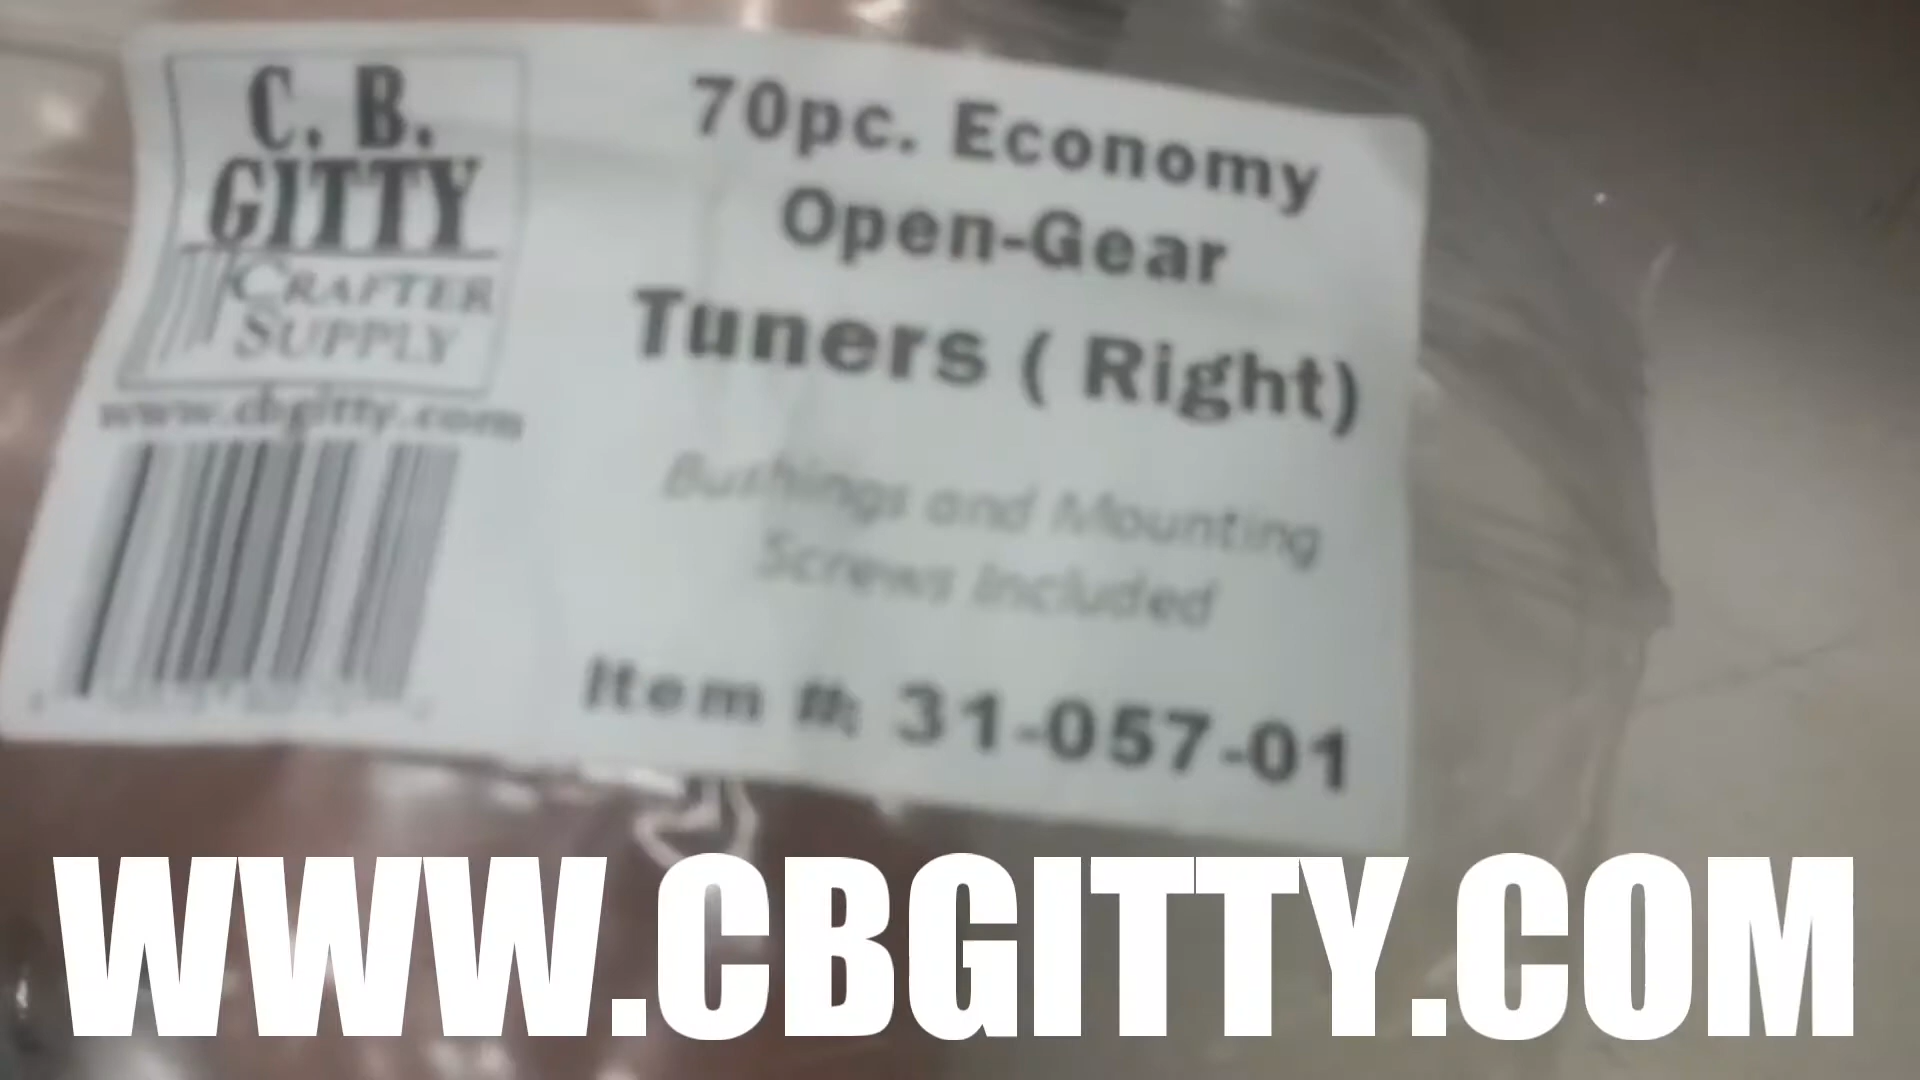 C. B.
GITTY
CRAFTER
SUPPLY
www.cbgitty.com
70pc. Economy
Open-Gear
Tuners ( Right)
Bushings and Mounting
Screws Included
Item #: 31-057-01
WWW.CBGITTY.COM